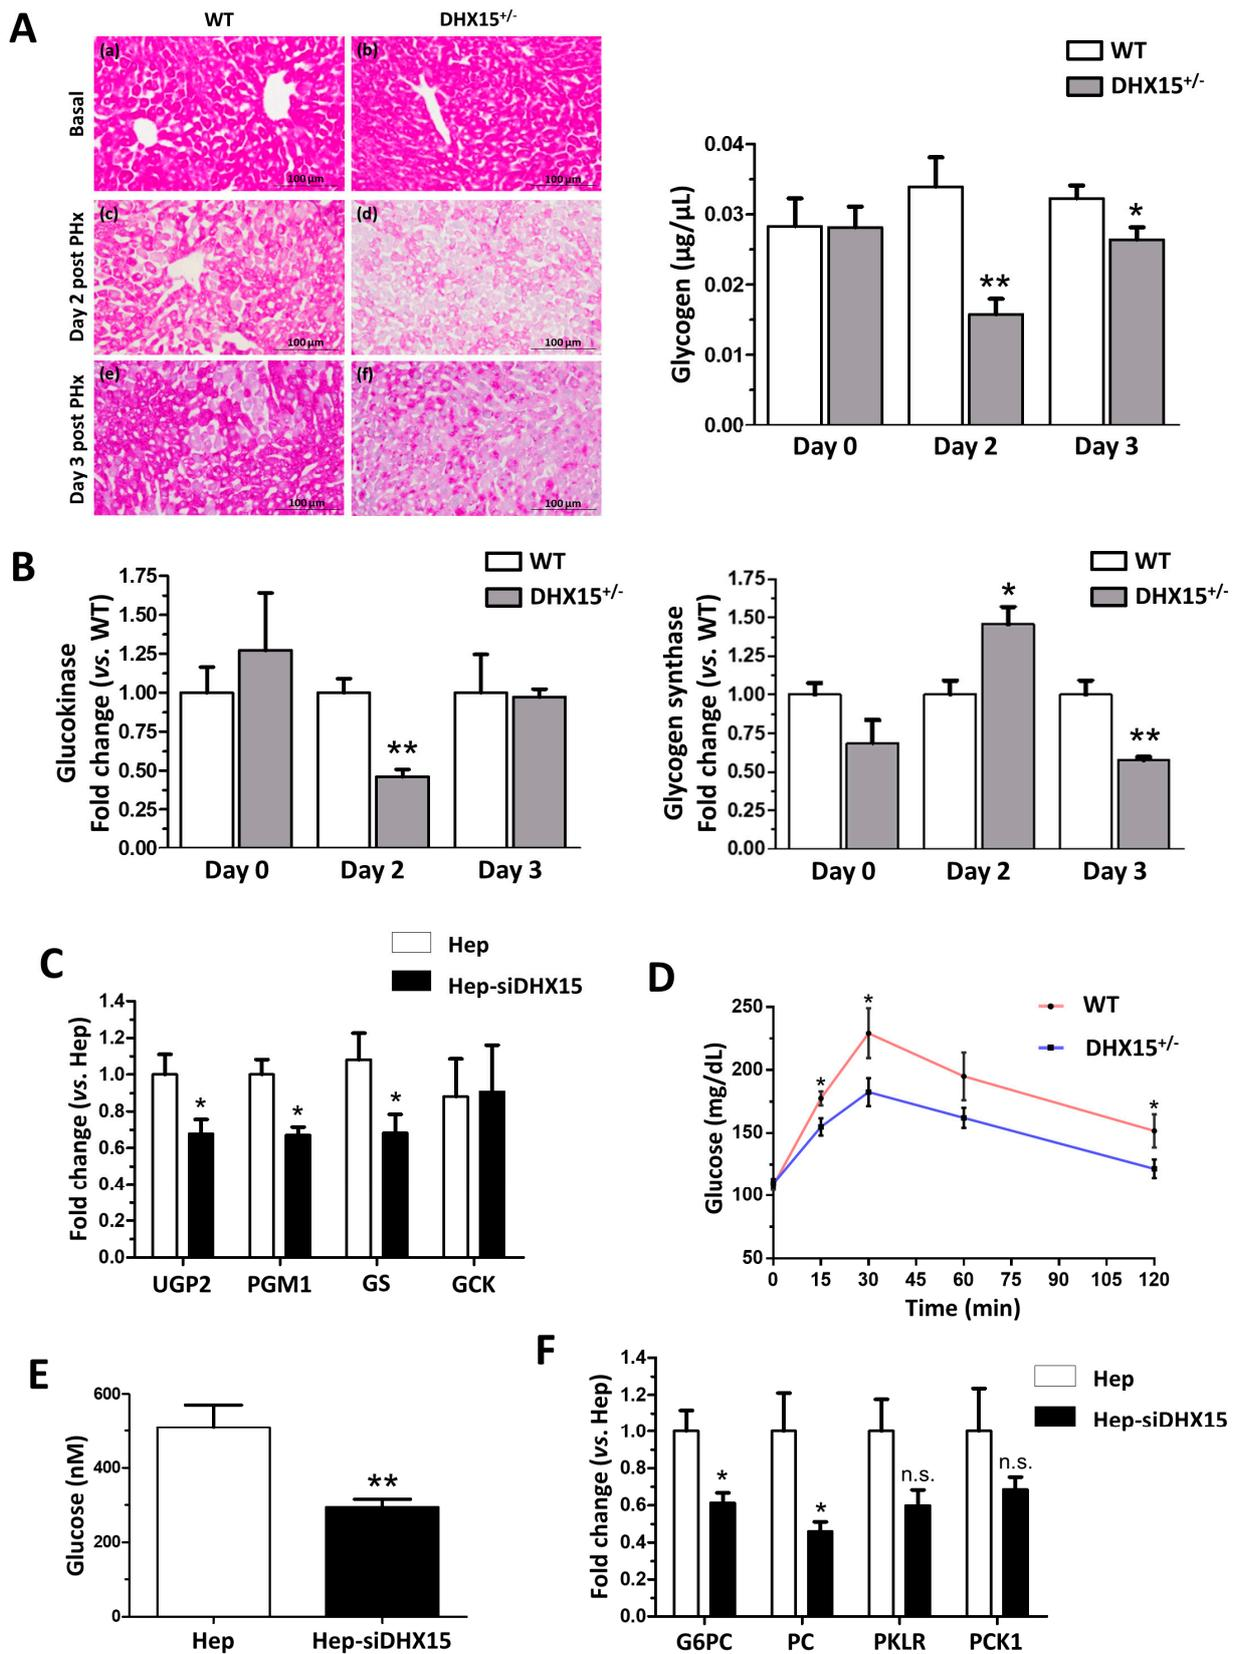 A
WT
DHX15+/-
Basal
(a)
100 µm
(b)
100 µm
Day 2 post PHx
(c)
100 µm
(d)
100 µm
Day 3 post PHx
(e)
100 µm
(f)
100 µm
WT
DHX15+/-
Glycogen (µg/µL)
0.04
0.03
0.02
0.01
0.00
**
*
Day 0
Day 2
Day 3
B
WT
DHX15+/-
Glucokinase
Fold change (vs. WT)
1.75
1.50
1.25
1.00
0.75
0.50
0.25
0.00
**
Day 0
Day 2
Day 3
WT
DHX15+/-
Glycogen synthase
Fold change (vs. WT)
1.75
1.50
1.25
1.00
0.75
0.50
0.25
0.00
*
**
Day 0
Day 2
Day 3
C
Hep
Hep-siDHX15
Fold change (vs. Hep)
1.4
1.2
1.0
0.8
0.6
0.4
0.2
0.0
*
*
*
UGP2
PGM1
GS
GCK
D
WT
DHX15+/-
Glucose (mg/dL)
250
200
150
100
50
*
*
*
0
15
30
45
60
75
90
105
120
Time (min)
E
Glucose (nM)
600
400
200
0
**
Hep
Hep-siDHX15
F
Hep
Hep-siDHX15
Fold change (vs. Hep)
1.4
1.2
1.0
0.8
0.6
0.4
0.2
0.0
*
*
n.s.
n.s.
G6PC
PC
PKLR
PCK1